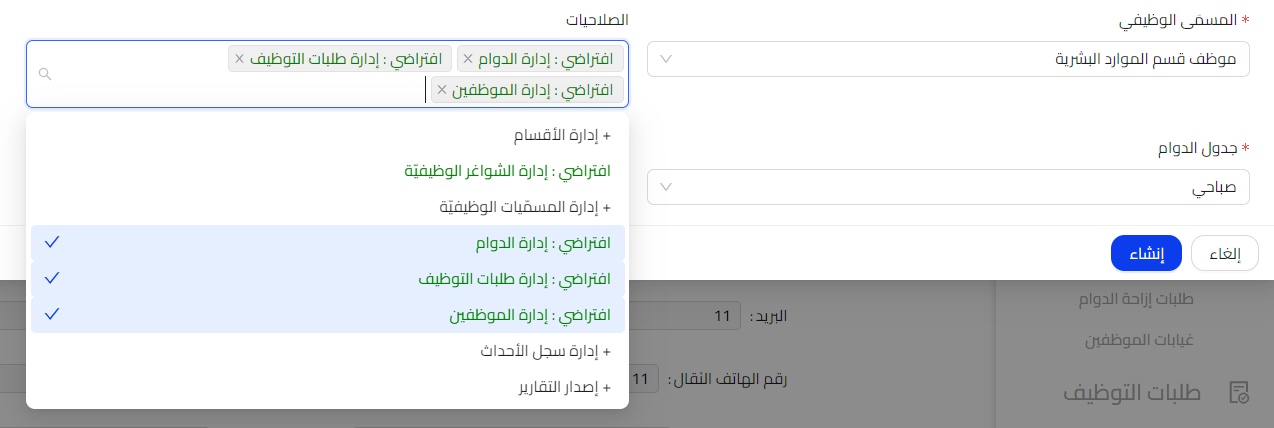 * المسمّى الوظيفي
موظف قسم الموارد البشرية
الصلاحيات
افتراضي : إدارة الدوام
افتراضي : إدارة طلبات التوظيف
افتراضي : إدارة الموظفين
+ إدارة الأقسام
افتراضي : إدارة الشواغر الوظيفيّة
+ إدارة المسمّيات الوظيفيّة
افتراضي : إدارة الدوام
افتراضي : إدارة طلبات التوظيف
افتراضي : إدارة الموظفين
+ إدارة سجل الأحداث
+ إصدار التقارير
* جدول الدوام
صباحي
إلغاء
إنشاء
طلبات إزاحة الدوام
غيابات الموظفين
طلبات التوظيف
البريد : 11
رقم الهاتف النّقال : 11